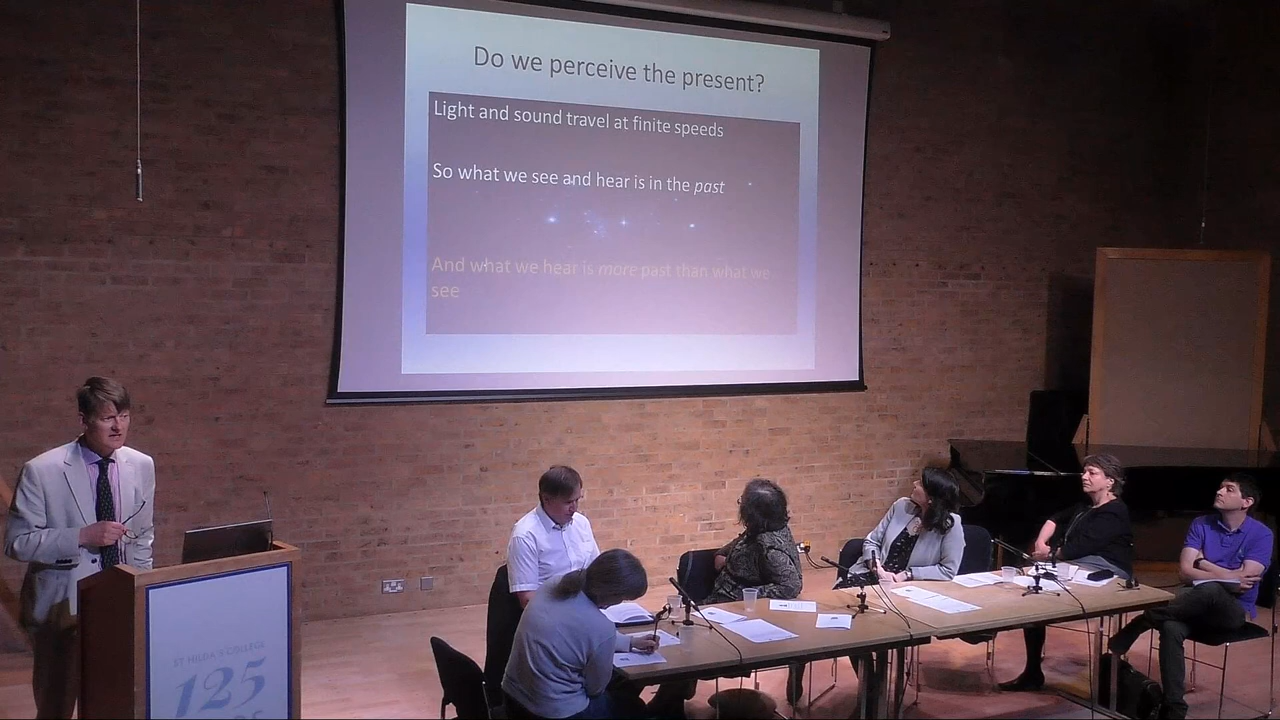 Do we perceive the present?
Light and sound travel at finite speeds
So what we see and hear is in the past
And what we hear is more past than what we
see
ST HILDA'S COLLEGE
125